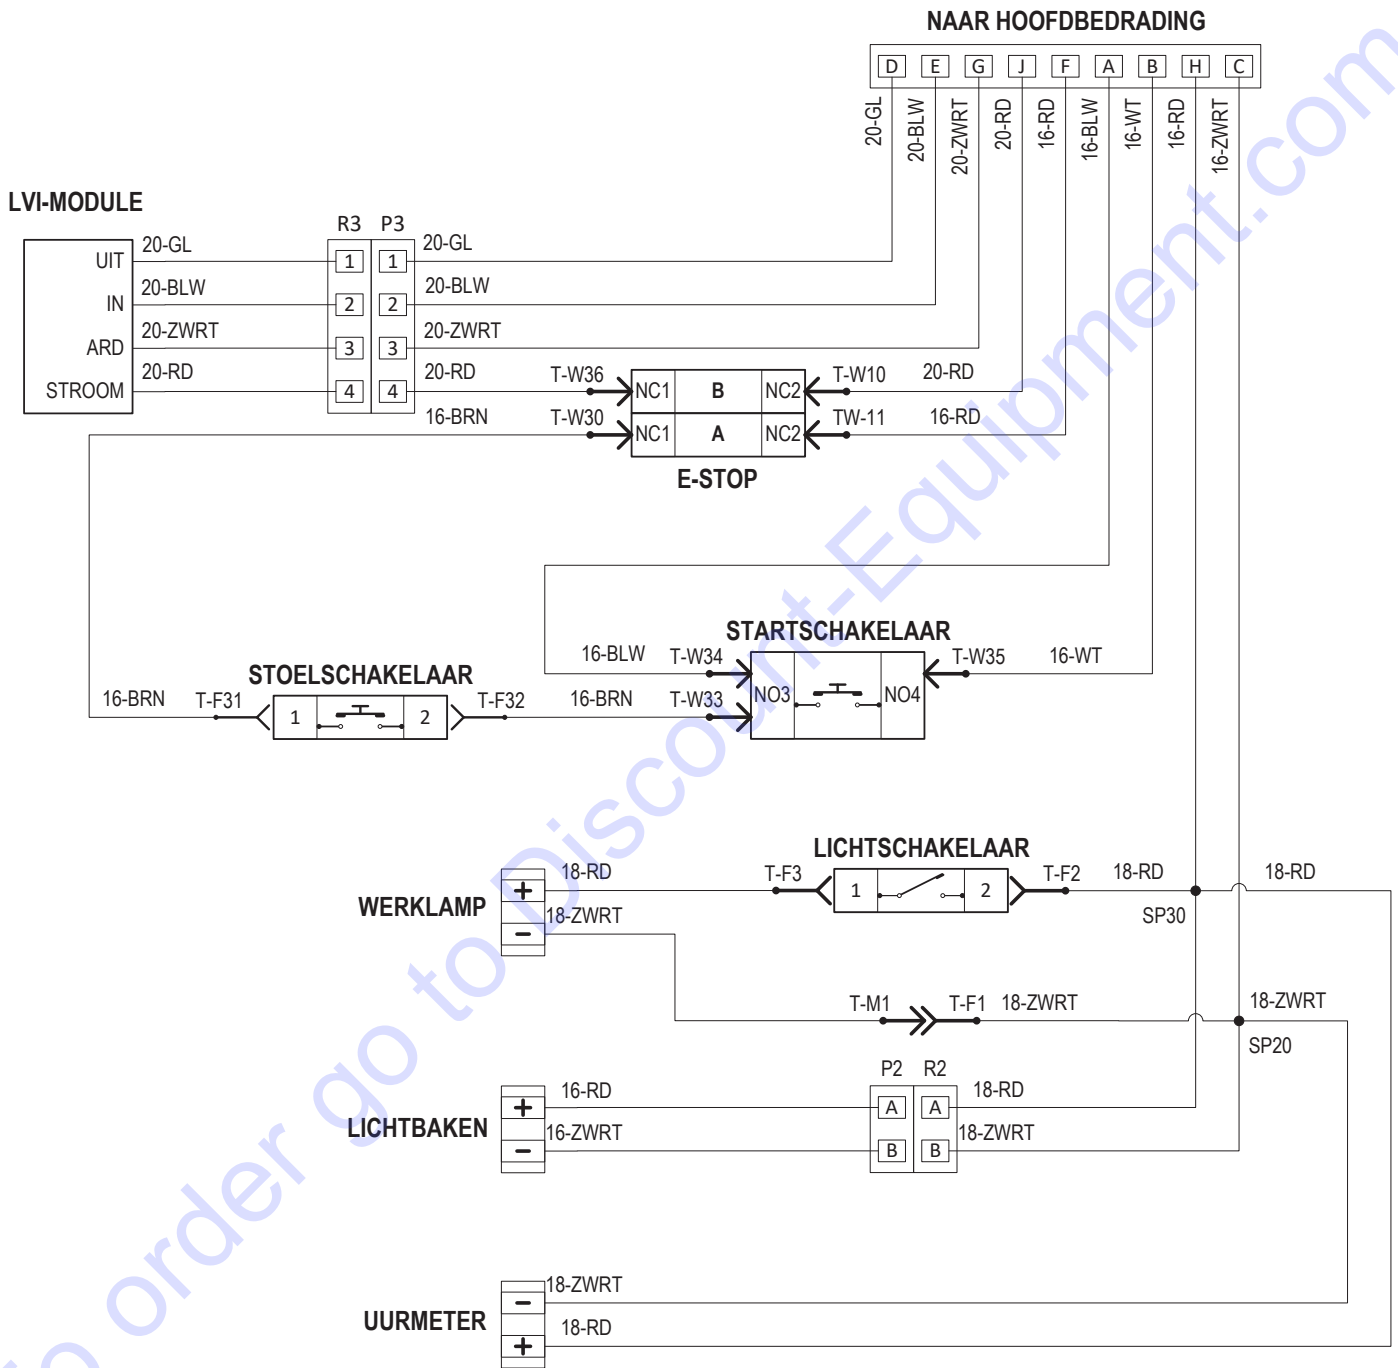 NAAR HOOFDBEDRADING
D E G J F A B H C
20-GL 20-BLW 20-ZWRT 20-RD 16-RD 16-BLW 16-WT 16-RD 16-ZWRT
LVI-MODULE
R3 P3
UIT 20-GL 1 1 20-GL
IN 20-BLW 2 2 20-BLW
ARD 20-ZWRT 3 3 20-ZWRT
STROOM 20-RD 4 4 20-RD T-W36 NC1 B NC2 T-W10 20-RD
16-BRN T-W30 NC1 A NC2 TW-11 16-RD
E-STOP
STARTSCHAKELAAR
16-BLW T-W34 T-W35 16-WT
STOELSCHAKELAAR
NO3 NO4
16-BRN T-F31 1 2 T-F32 16-BRN T-W33
LICHTSCHAKELAAR
WERKLAMP
+ 18-RD T-F3 1 2 T-F2 18-RD 18-RD
SP30
- 18-ZWRT
T-M1 T-F1 18-ZWRT 18-ZWRT
SP20
P2 R2
LICHTBAKEN
+ 16-RD A A 18-RD
- 16-ZWRT B B 18-ZWRT
UURMETER
- 18-ZWRT
+ 18-RD
To order go to Discount-Equipment.com